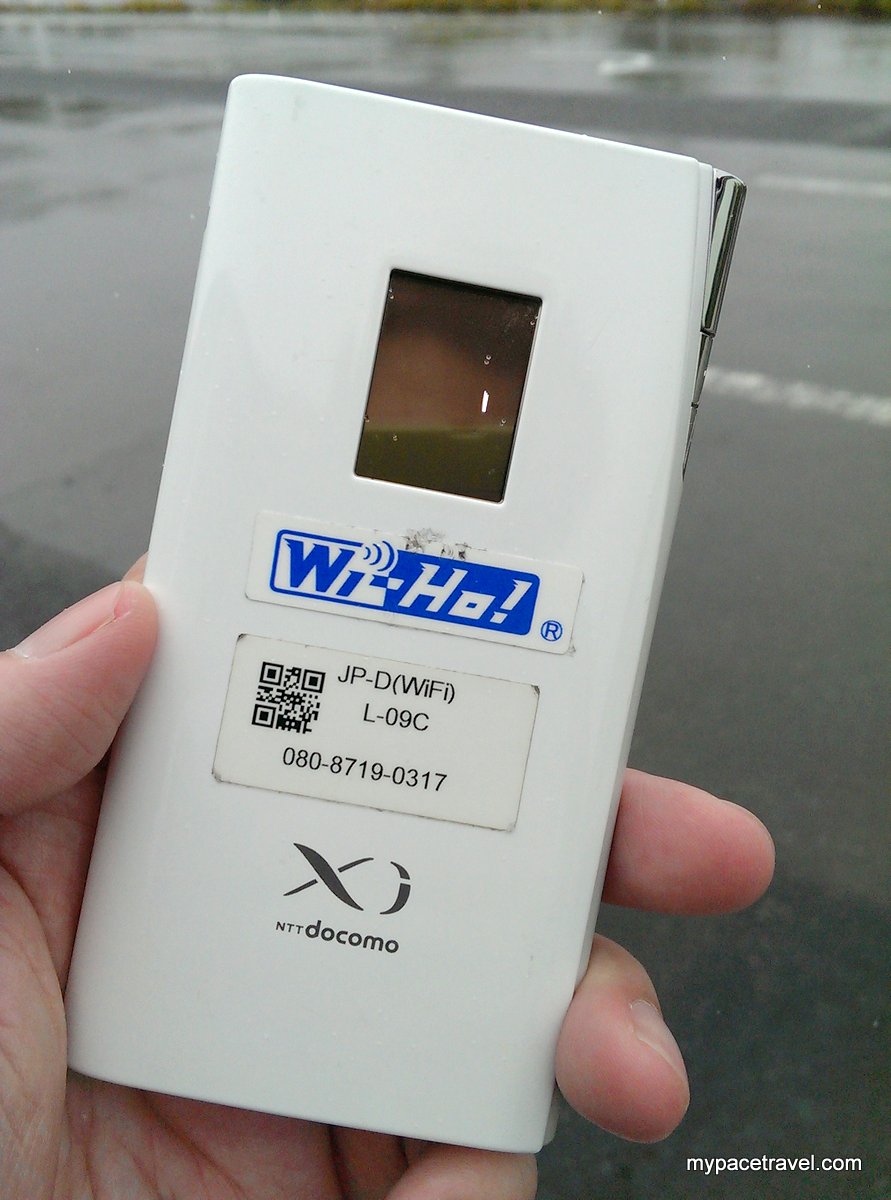 Wi-Ho!
®
JP-D(WiFi)
L-09C
080-8719-0317
Xi
NTT docomo
mypacetravel.com